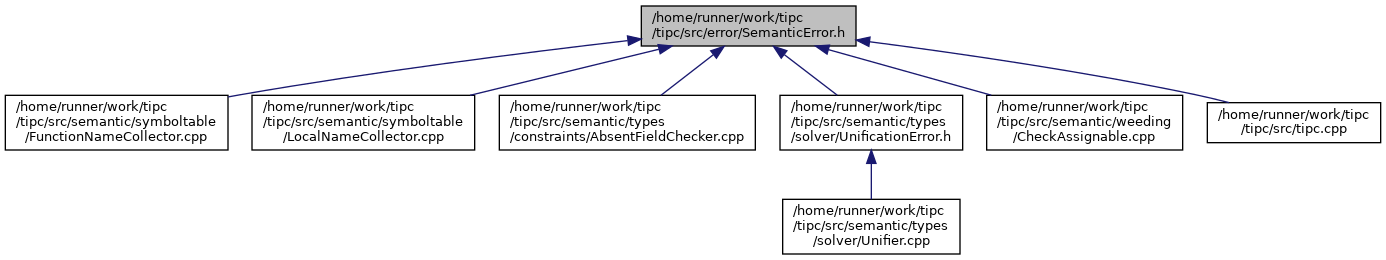 /home/runner/work/tipc
/tipc/src/error/SemanticError.h
/home/runner/work/tipc
/tipc/src/semantic/symboltable
/FunctionNameCollector.cpp
/home/runner/work/tipc
/tipc/src/semantic/symboltable
/LocalNameCollector.cpp
/home/runner/work/tipc
/tipc/src/semantic/types
/constraints/AbsentFieldChecker.cpp
/home/runner/work/tipc
/tipc/src/semantic/types
/solver/UnificationError.h
/home/runner/work/tipc
/tipc/src/semantic/weeding
/CheckAssignable.cpp
/home/runner/work/tipc
/tipc/src/tipc.cpp
/home/runner/work/tipc
/tipc/src/semantic/types
/solver/Unifier.cpp